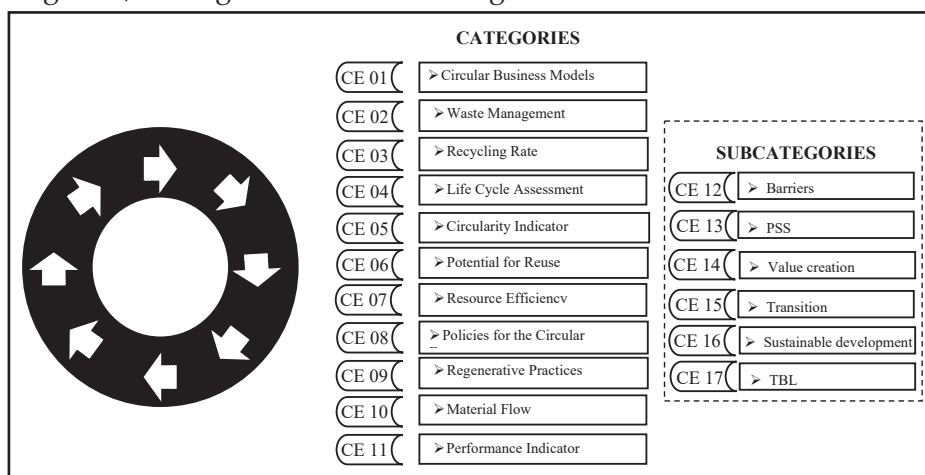 CATEGORIES
CE 01 ➢Circular Business Models
CE 02 ➢Waste Management
CE 03 ➢Recycling Rate
CE 04 ➢Life Cycle Assessment
CE 05 ➢Circularity Indicator
CE 06 ➢Potential for Reuse
CE 07 ➢Resource Efficiency
CE 08 ➢Policies for the Circular
CE 09 ➢Regenerative Practices
CE 10 ➢Material Flow
CE 11 ➢Performance Indicator
SUBCATEGORIES
CE 12 ➢ Barriers
CE 13 ➢ PSS
CE 14 ➢ Value creation
CE 15 ➢ Transition
CE 16 ➢ Sustainable development
CE 17 ➢ TBL